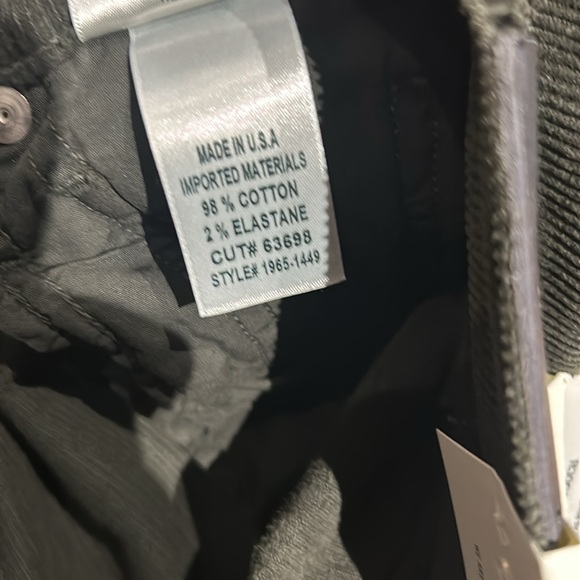 MADE IN U.S.A
IMPORTED MATERIALS
98 % COTTON
2 % ELASTANE
CUT# 63698
STYLE# 1965-1449